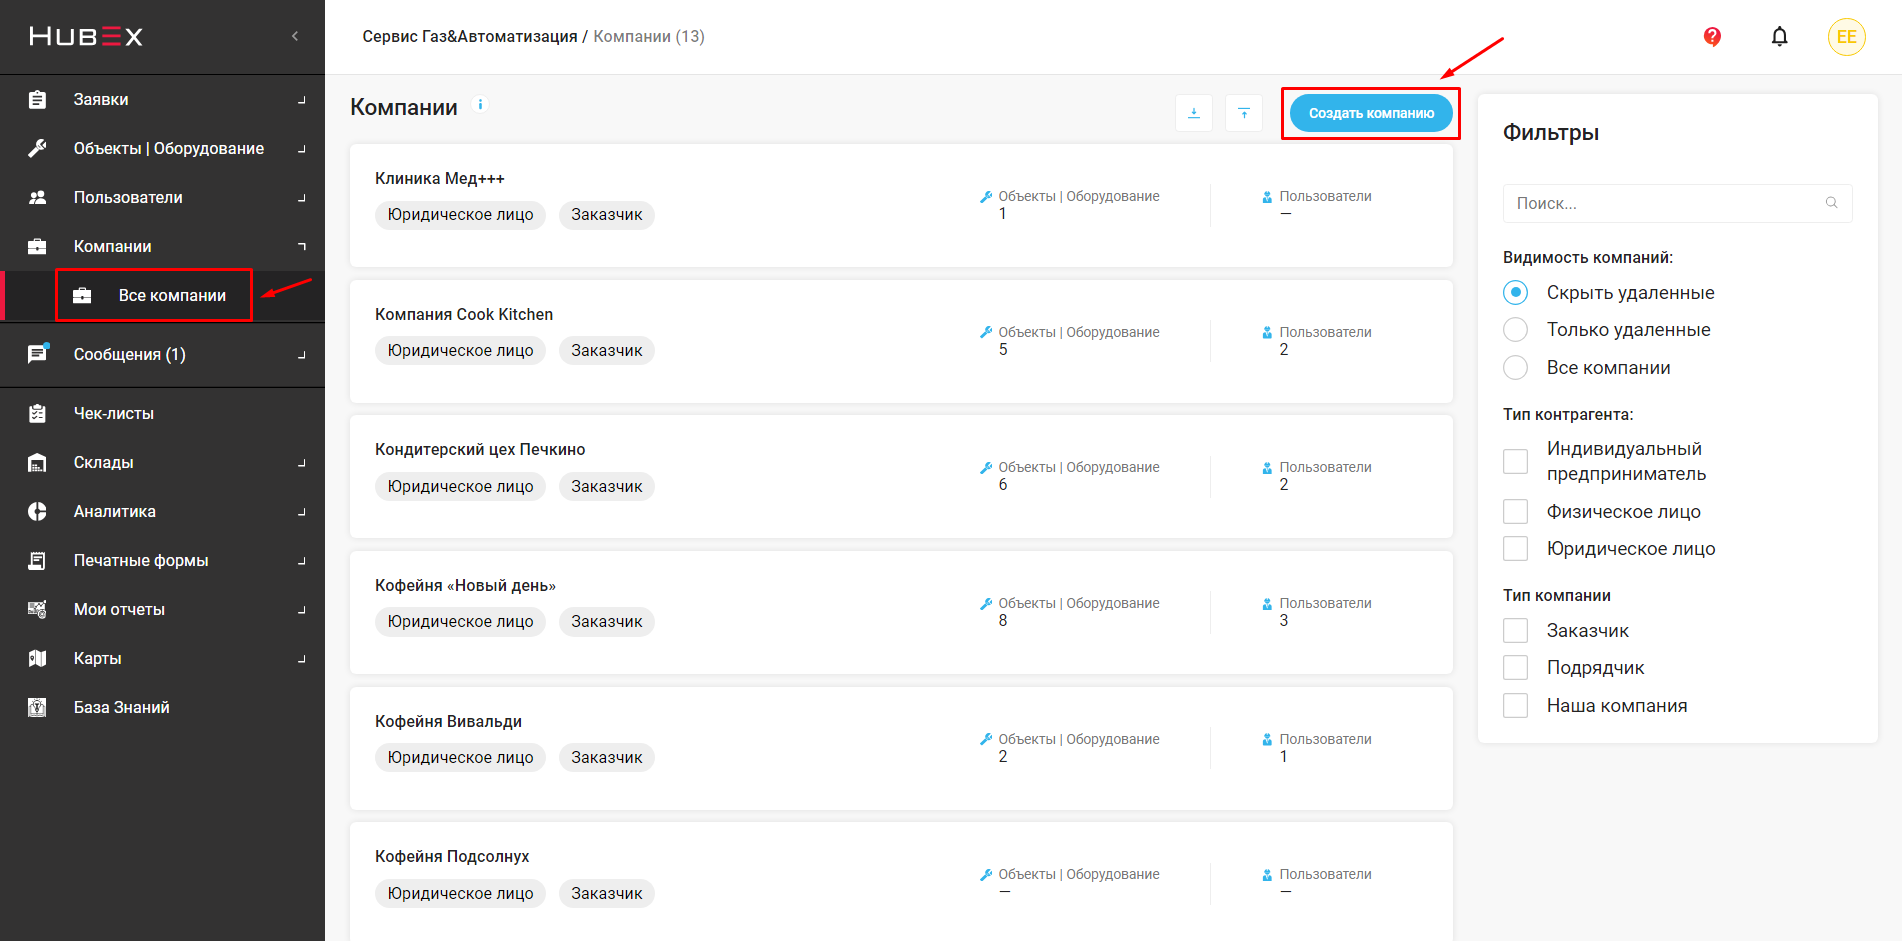 HUBEX
Сервис Газ&Автоматизация / Компании (13)
?
EE
Заявки
Объекты | Оборудование
Пользователи
Компании
Все компании
Сообщения (1)
Чек-листы
Склады
Аналитика
Печатные формы
Мои отчеты
Карты
База Знаний
Компании i
Создать компанию
Клиника Мед+++
Юридическое лицо Заказчик
Объекты | Оборудование
1
Пользователи
—
Компания Cook Kitchen
Юридическое лицо Заказчик
Объекты | Оборудование
5
Пользователи
2
Кондитерский цех Печкино
Юридическое лицо Заказчик
Объекты | Оборудование
6
Пользователи
2
Кофейня «Новый день»
Юридическое лицо Заказчик
Объекты | Оборудование
8
Пользователи
3
Кофейня Вивальди
Юридическое лицо Заказчик
Объекты | Оборудование
2
Пользователи
1
Кофейня Подсолнух
Юридическое лицо Заказчик
Объекты | Оборудование
—
Пользователи
—
Фильтры
Поиск...
Видимость компаний:
Скрыть удаленные
Только удаленные
Все компании
Тип контрагента:
Индивидуальный
предприниматель
Физическое лицо
Юридическое лицо
Тип компании
Заказчик
Подрядчик
Наша компания